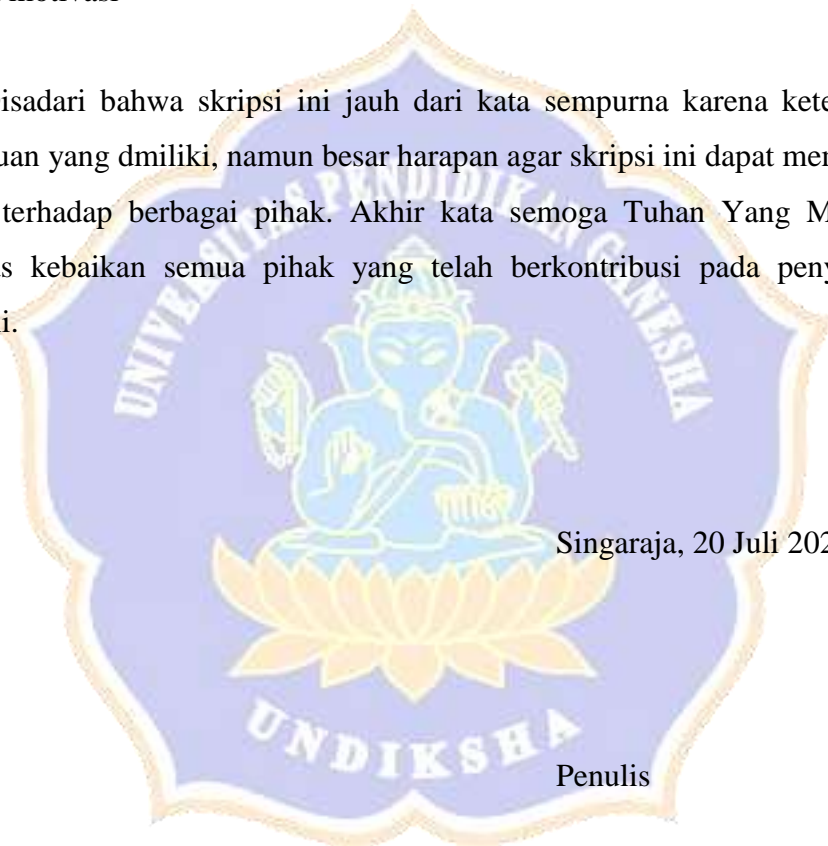 motivasi
isadari bahwa skripsi ini jauh dari kata sempurna karena kete
uan yang dmiliki, namun besar harapan agar skripsi ini dapat mer
terhadap berbagai pihak. Akhir kata semoga Tuhan Yang M
s kebaikan semua pihak yang telah berkontribusi pada peny
i.
UNIVERSITAS PENDIDIKAN GANESHA
Singaraja, 20 Juli 202
UNDIKSHA
Penulis